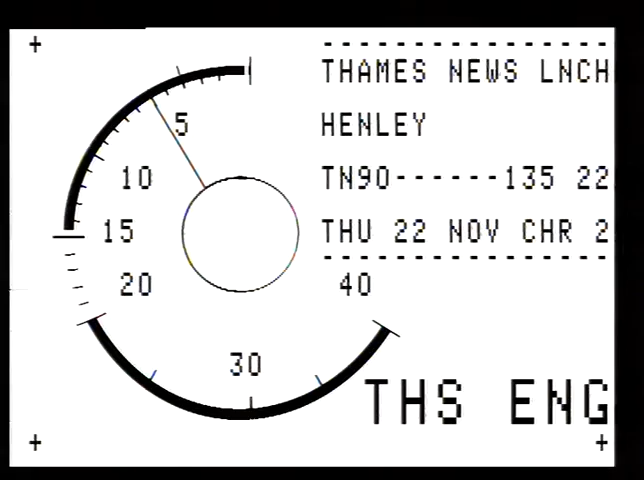 THAMES NEWS LNCH
HENLEY
TN90------135 22
THU 22 NOV CHR 2
5
10
15
20
30
40
THS ENG